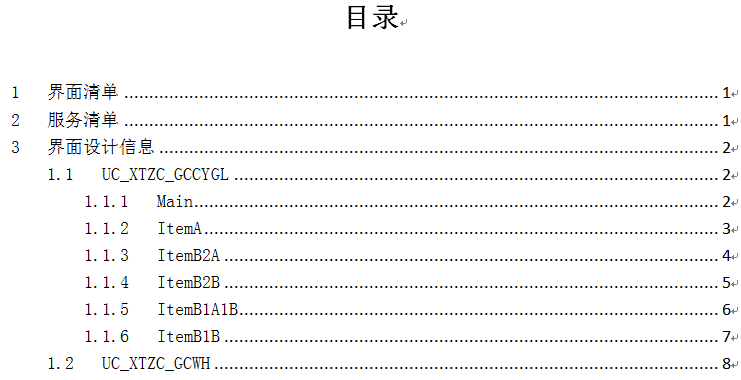 目录
1 界面清单 1
2 服务清单 1
3 界面设计信息 2
1.1 UC_XTZC_GCCYGL 2
1.1.1 Main 2
1.1.2 ItemA 3
1.1.3 ItemB2A 4
1.1.4 ItemB2B 5
1.1.5 ItemB1A1B 6
1.1.6 ItemB1B 7
1.2 UC_XTZC_GCWH 8